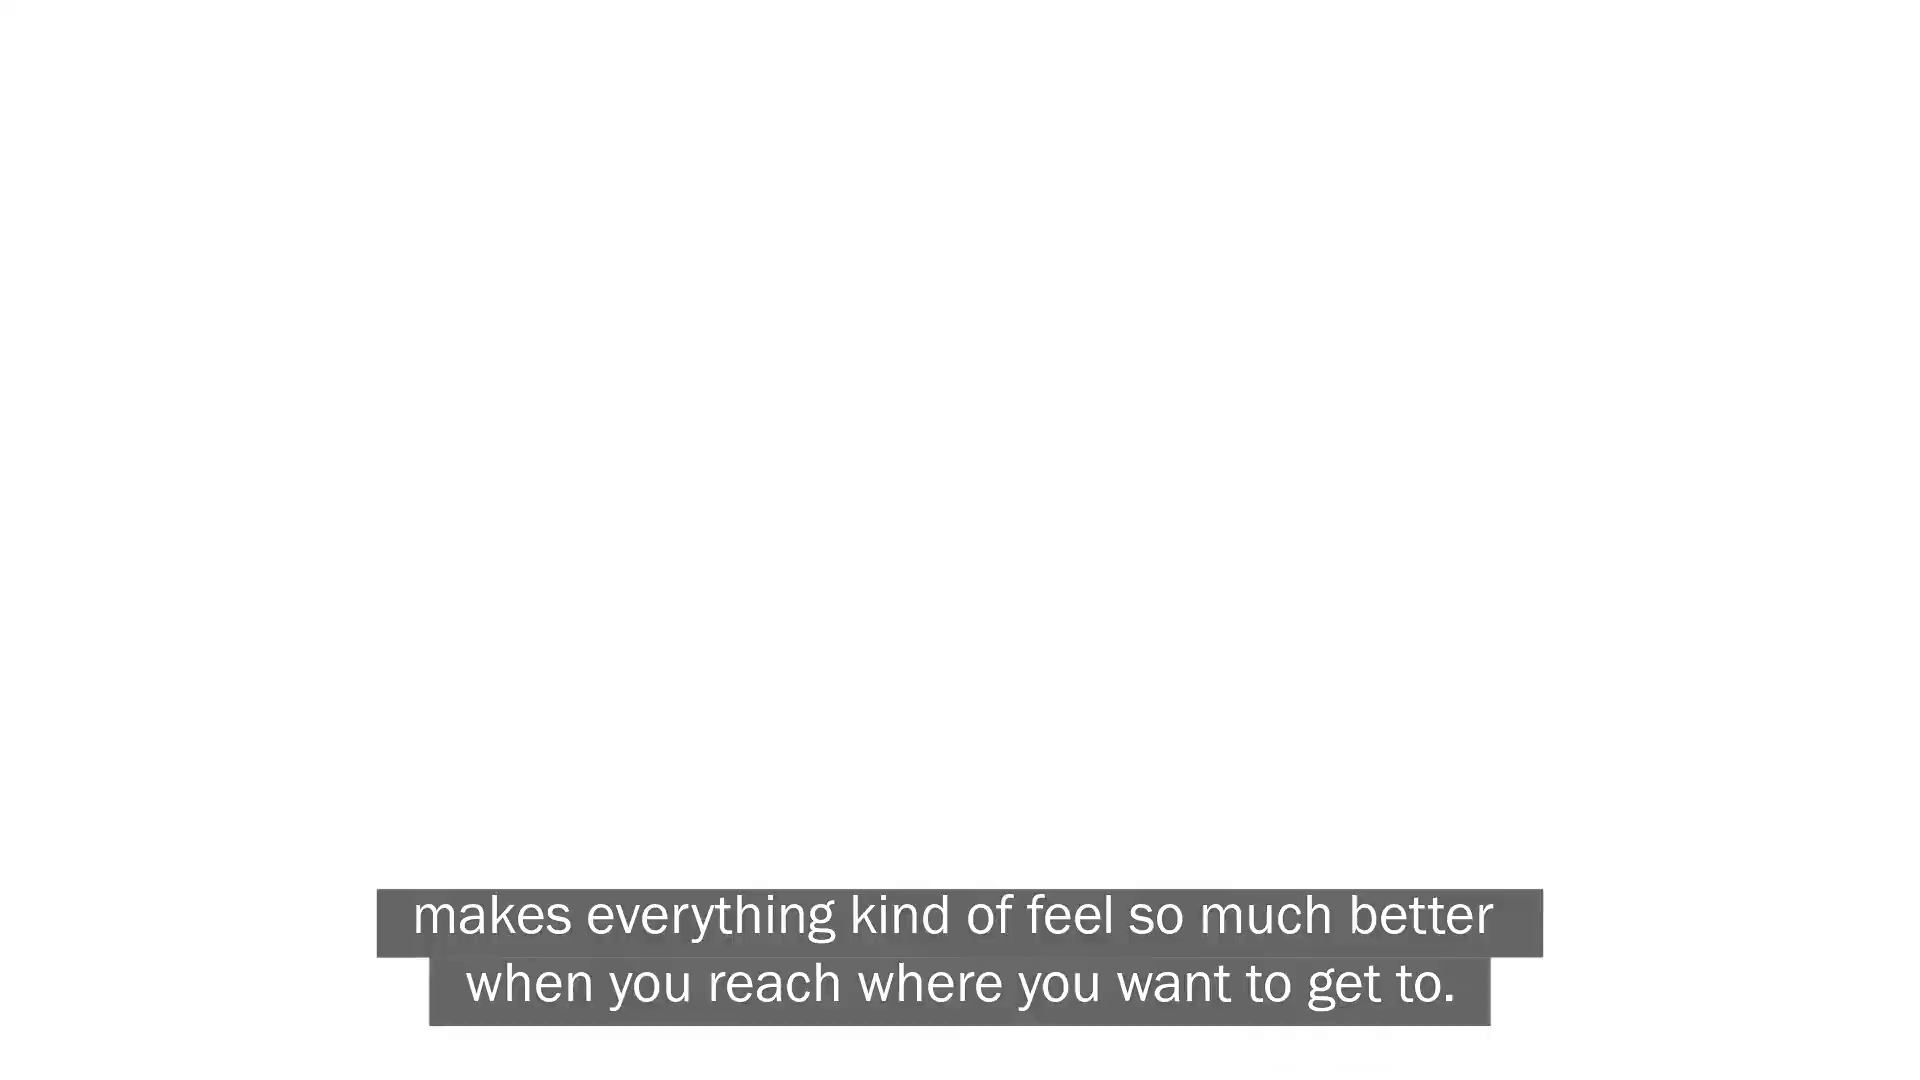 makes everything kind of feel so much better
when you reach where you want to get to.